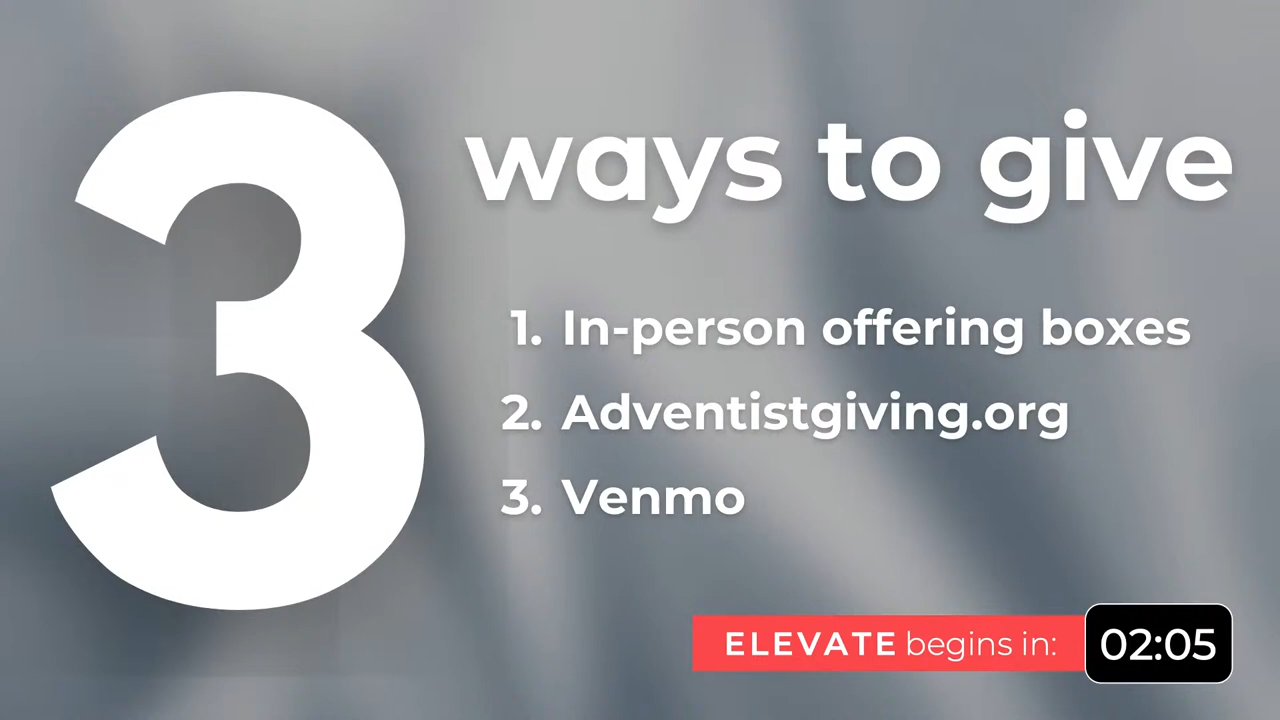 3 ways to give
1. In-person offering boxes
2. Adventistgiving.org
3. Venmo
ELEVATE begins in: 02:05